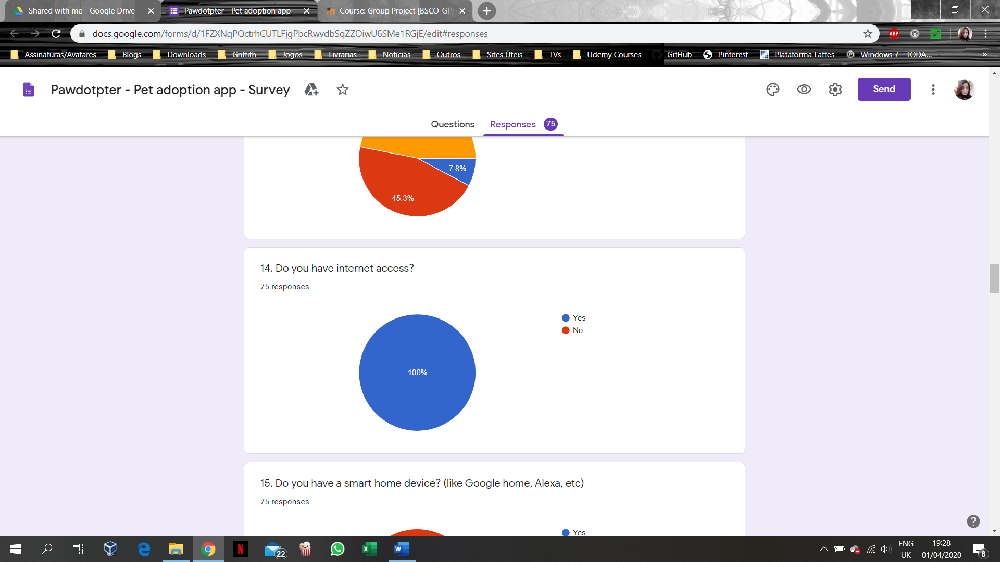 Shared with me - Google Drive
Pawdotpter - Pet adoption app -
Course: Group Project [BSCO-GP
docs.google.com/forms/d/1FZXNqPQctrhCUTLFjgPbcRwvdbSqZZOiwU6SMe1RGjE/edit#responses
ABP
Assinaturas/Avatares Blogs Downloads Griffith Jogos Livrarias Notícias Outros Sites Úteis TVs Udemy Courses GitHub Pinterest Plataforma Lattes Windows 7 - TODA... »
Pawdotpter - Pet adoption app - Survey
Send
Questions Responses 75
7.8%
45.3%
14. Do you have internet access?
75 responses
Yes
No
100%
15. Do you have a smart home device? (like Google home, Alexa, etc)
75 responses
Yes
?
N
22
X
W
ENG
UK
19:28
01/04/2020
8